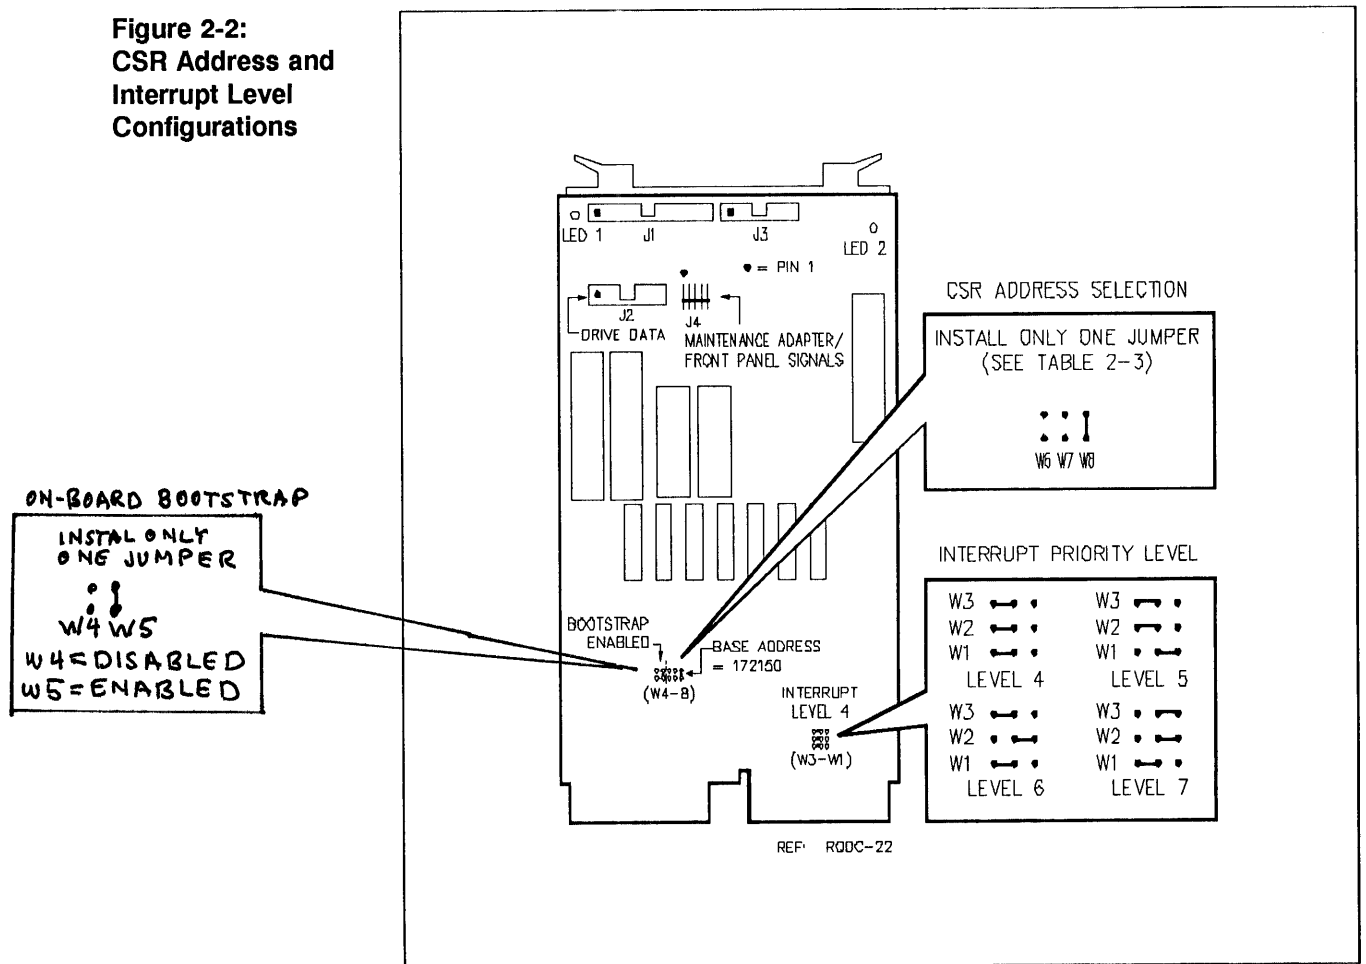 Figure 2-2:
CSR Address and
Interrupt Level
Configurations
LED 1
J1
J3
LED 2
= PIN 1
J2
J4
DRIVE DATA
MAINTENANCE ADAPTER/
FRONT PANEL SIGNALS
CSR ADDRESS SELECTION
INSTALL ONLY ONE JUMPER
(SEE TABLE 2-3)
W6 W7 W8
ON-BOARD BOOTSTRAP
INSTAL ONLY
ONE JUMPER
W4 W5
W4=DISABLED
W5=ENABLED
BOOTSTRAP
ENABLED
BASE ADDRESS
= 172150
(W4-8)
INTERRUPT
LEVEL 4
(W3-W1)
INTERRUPT PRIORITY LEVEL
W3
W2
W1
LEVEL 4
W3
W2
W1
LEVEL 5
W3
W2
W1
LEVEL 6
W3
W2
W1
LEVEL 7
REF: RQDC-22